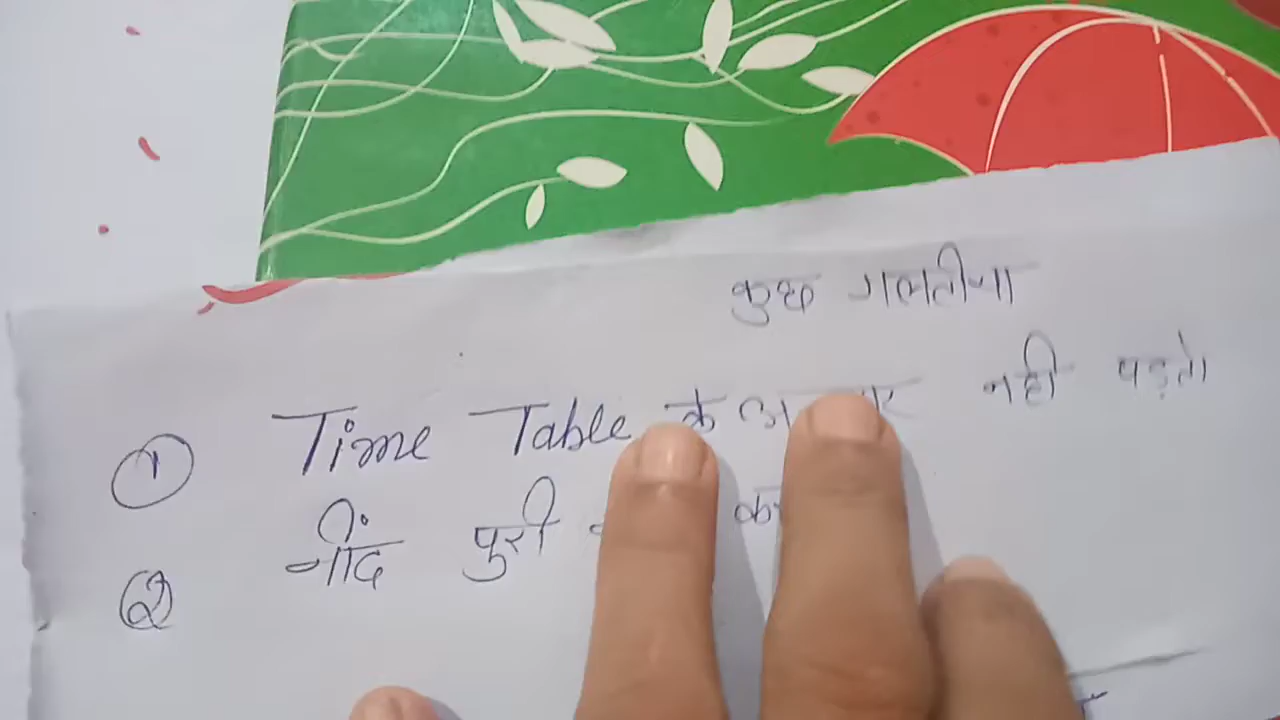 कुछ गलतीया
① Time Table के नही पढ़ते
② नींद पुरी